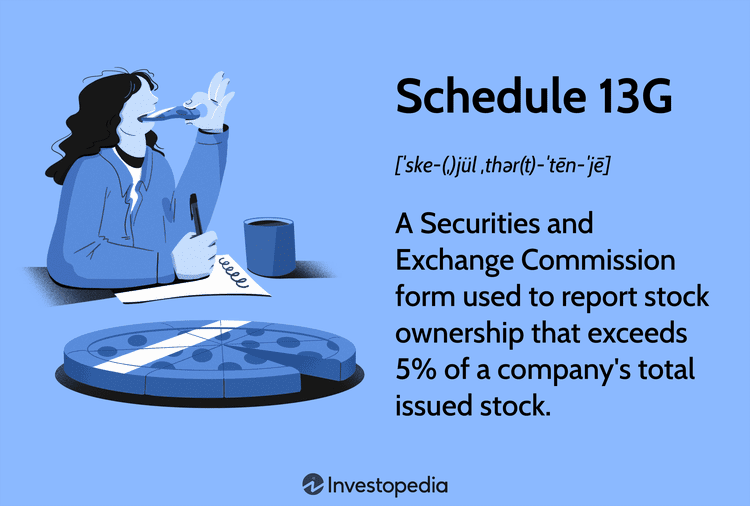 Schedule 13G
[ˈske-(ˌ)jül ˌthər(t)-ˈtēn-ˈjē]
A Securities and
Exchange Commission
form used to report stock
ownership that exceeds
5% of a company's total
issued stock.
Investopedia